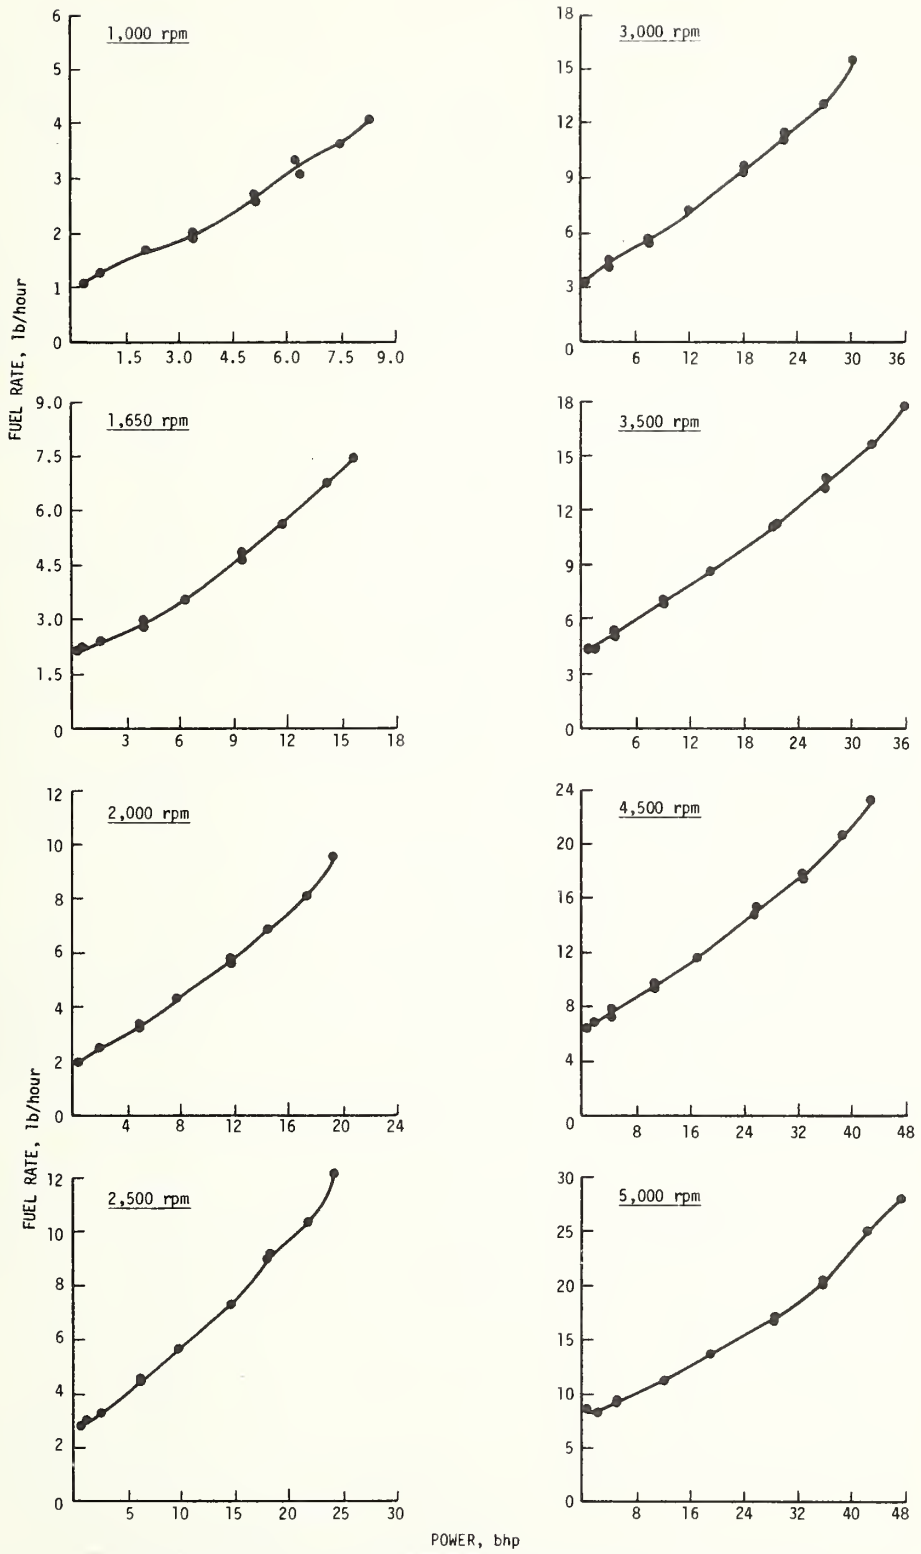 FUEL RATE, lb/hour
1,000 rpm
6
5
4
3
2
1
0
1.5 3.0 4.5 6.0 7.5 9.0
3,000 rpm
18
15
12
9
6
3
0
6 12 18 24 30 36
1,650 rpm
9.0
7.5
6.0
4.5
3.0
1.5
0
3 6 9 12 15 18
3,500 rpm
18
15
12
9
6
3
0
6 12 18 24 30 36
FUEL RATE, lb/hour
2,000 rpm
12
10
8
6
4
2
0
4 8 12 16 20 24
4,500 rpm
24
20
16
12
8
4
0
8 16 24 32 40 48
2,500 rpm
12
10
8
6
4
2
0
5 10 15 20 25 30
5,000 rpm
30
25
20
15
10
5
0
8 16 24 32 40 48
POWER, bhp